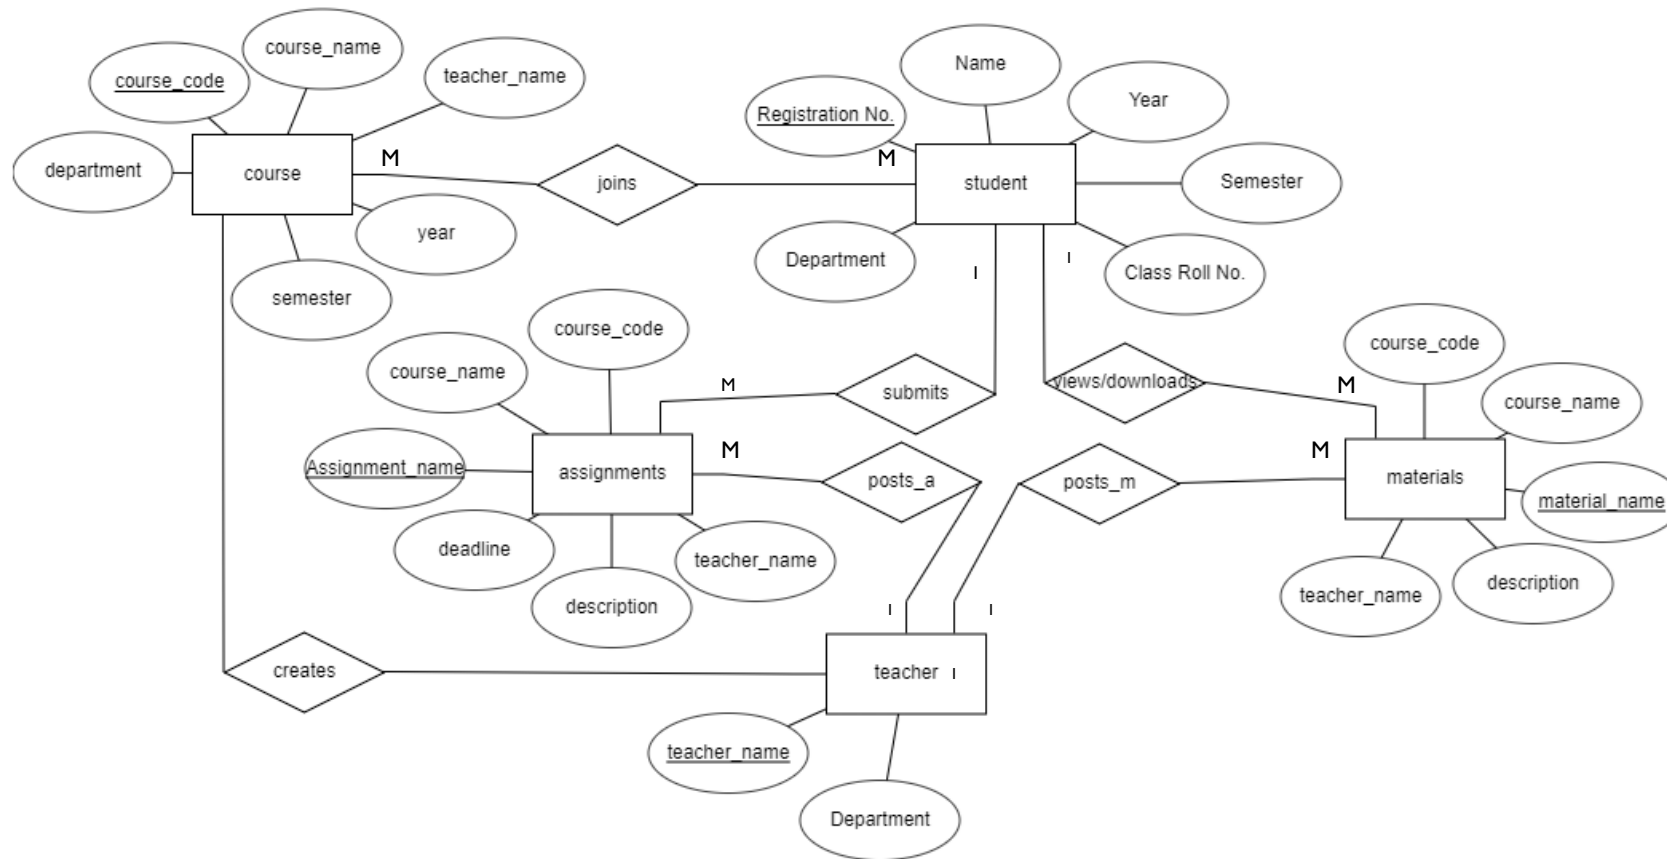 course_name
teacher_name
course_code
department
course
year
semester
M
joins
M
Name
Year
Registration No.
student
Semester
Department
Class Roll No.
I
I
course_code
course_name
Assignment_name
assignments
deadline
description
teacher_name
M
submits
M
posts_a
views/downloads
M
posts_m
M
course_code
course_name
materials
material_name
description
teacher_name
I
I
creates
teacher
I
teacher_name
Department